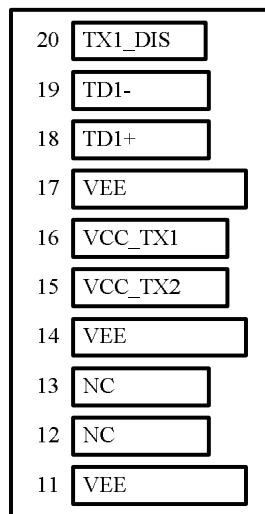 20 TX1_DIS
19 TD1-
18 TD1+
17 VEE
16 VCC_TX1
15 VCC_TX2
14 VEE
13 NC
12 NC
11 VEE